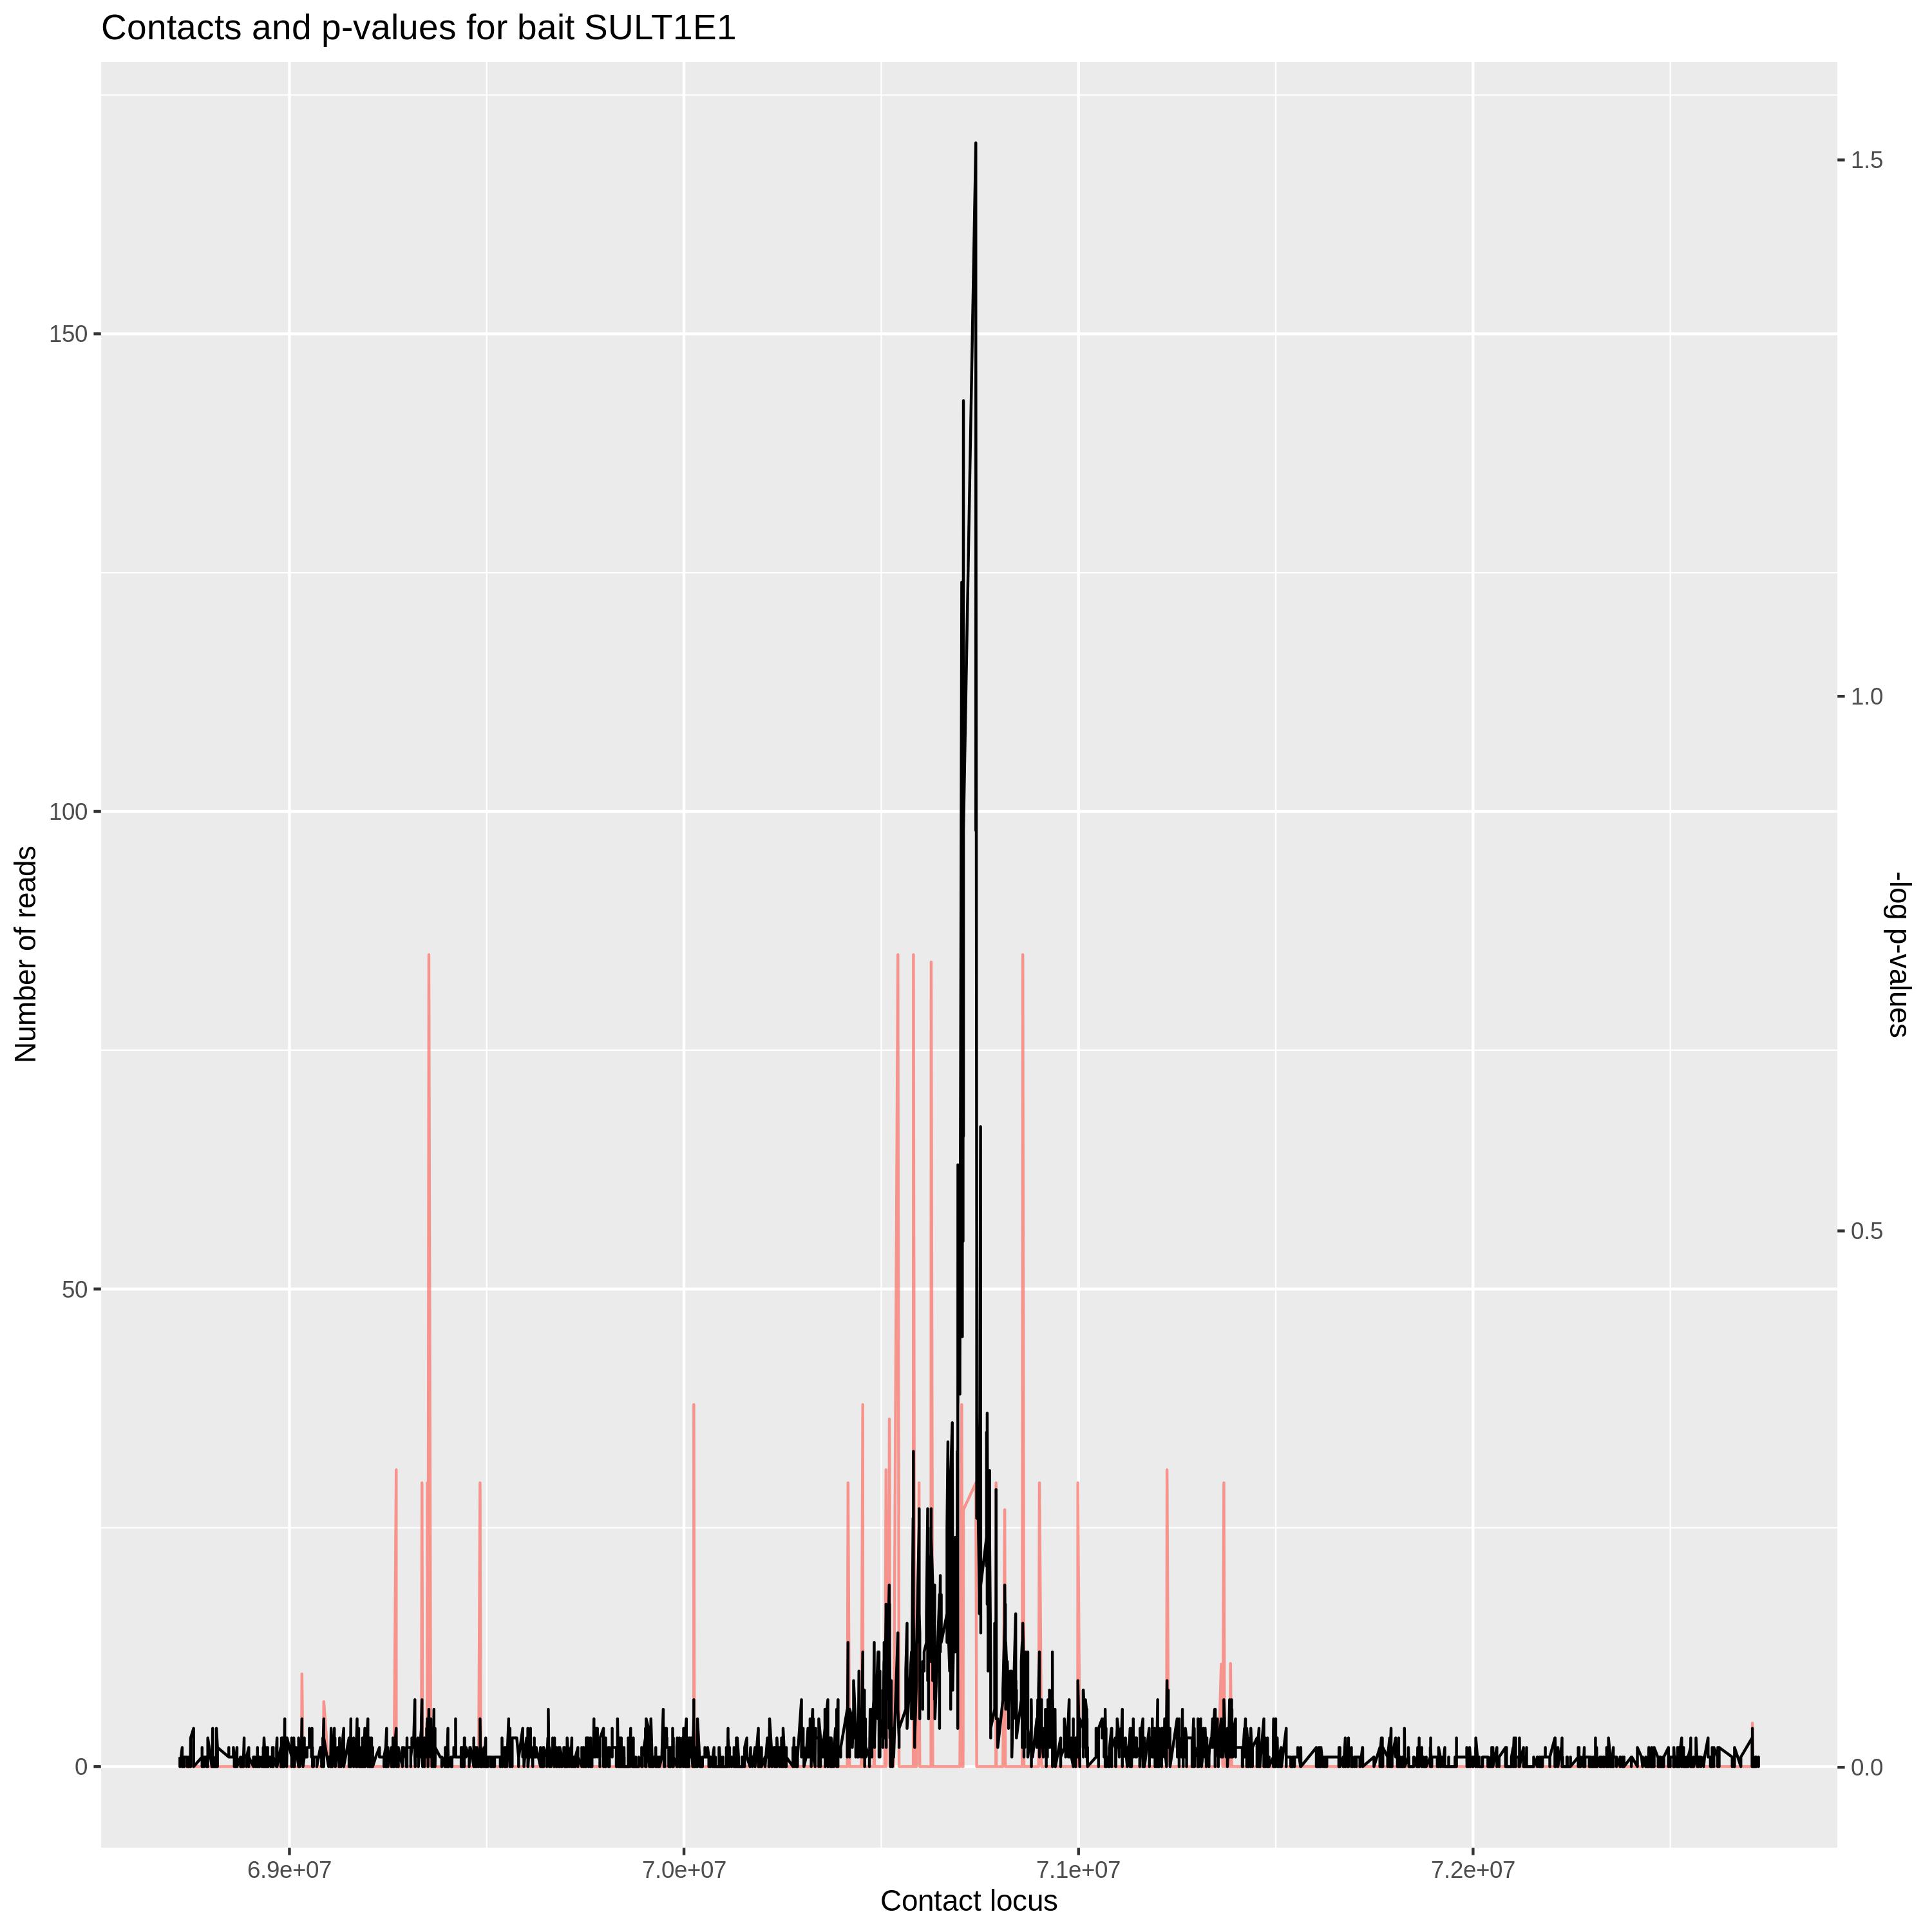 Contacts and p-values for bait SULT1E1
Number of reads
150
100
50
0
1.5
1.0
0.5
0.0
-log p-values
6.9e+07
7.0e+07
7.1e+07
7.2e+07
Contact locus